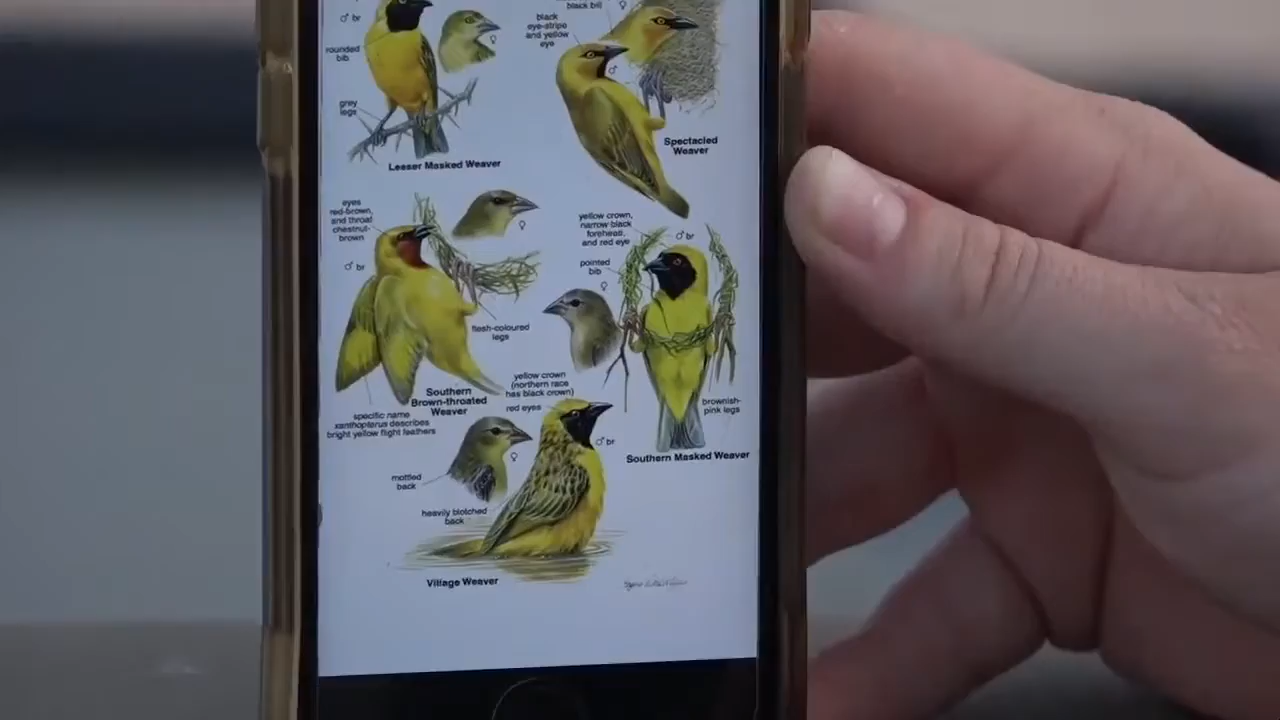 ♂ br
♀
rounded
bib
grey
legs
Lesser Masked Weaver
black bill
♀
black
eye-stripe
and yellow
eye
♂
Spectacled
Weaver
eyes
red-brown,
and throat
chestnut-
brown
♂ br
♀
flesh-coloured
legs
Southern
Brown-throated
Weaver
specific name
xanthopterus describes
bright yellow flight feathers
yellow crown,
narrow black
forehead,
and red eye
♂ br
pointed
bib
♀
brownish-
pink legs
Southern Masked Weaver
yellow crown
(northern race
has black crown)
red eyes
♂ br
♀
mottled
back
heavily blotched
back
Village Weaver